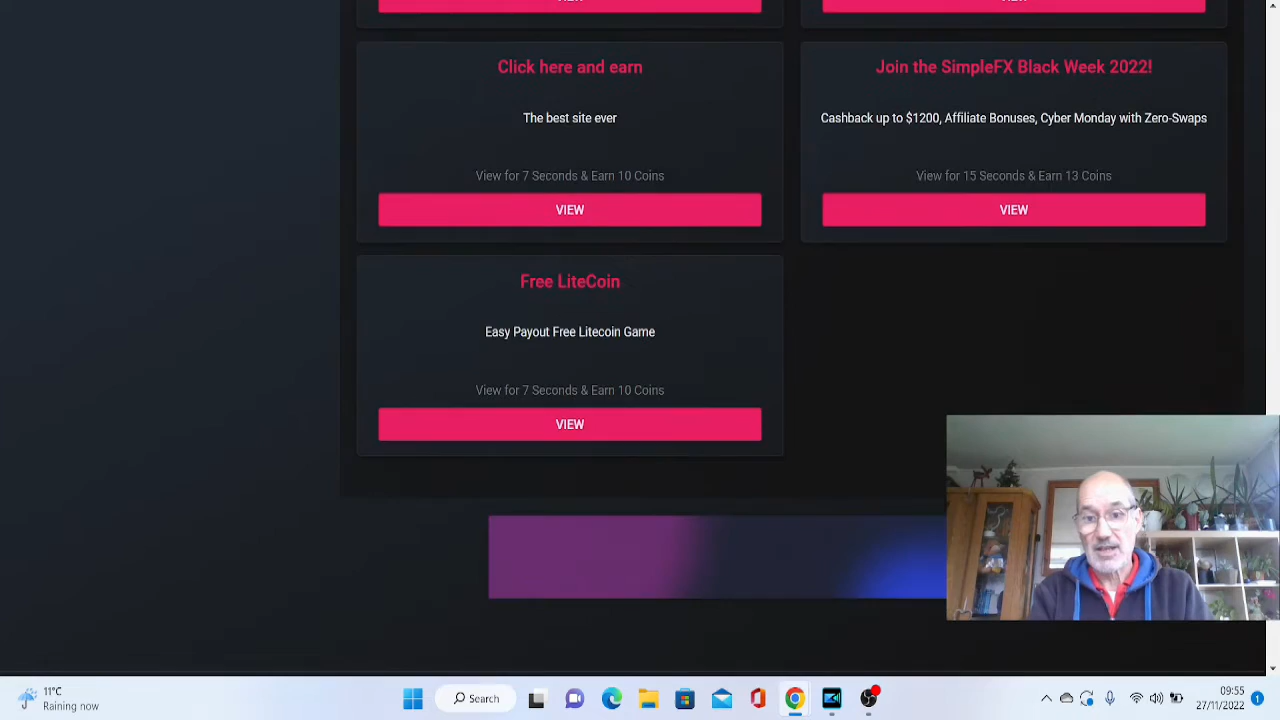 Click here and earn
The best site ever
View for 7 Seconds & Earn 10 Coins
VIEW
Join the SimpleFX Black Week 2022!
Cashback up to $1200, Affiliate Bonuses, Cyber Monday with Zero-Swaps
View for 15 Seconds & Earn 13 Coins
VIEW
Free LiteCoin
Easy Payout Free Litecoin Game
View for 7 Seconds & Earn 10 Coins
VIEW
11°C
Raining now
Search
09:55
27/11/2022
1